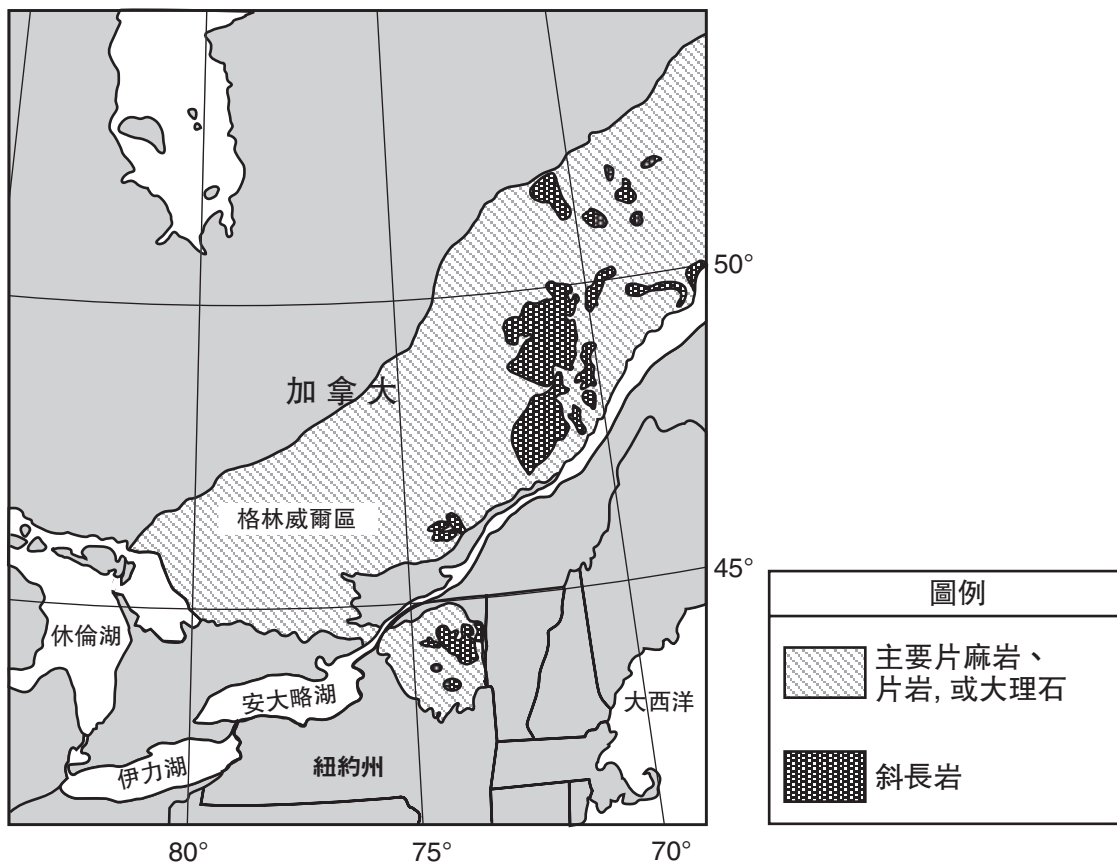 50°
加拿大
格林威爾區
45°
圖例
休倫湖
主要片麻岩、
片岩, 或大理石
安大略湖
大西洋
伊力湖
紐約州
斜長岩
80°
75°
70°